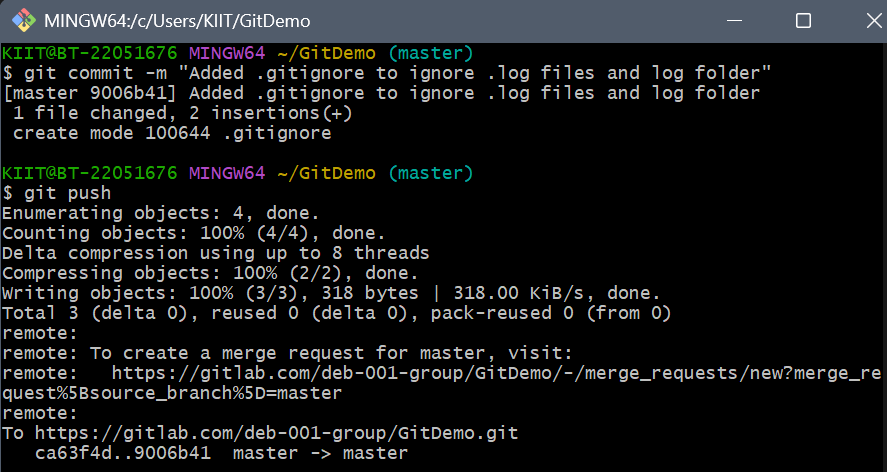 MINGW64:/c/Users/KIIT/GitDemo
KIIT@BT-22051676 MINGW64 ~/GitDemo (master)
$ git commit -m "Added .gitignore to ignore .log files and log folder"
[master 9006b41] Added .gitignore to ignore .log files and log folder
 1 file changed, 2 insertions(+)
 create mode 100644 .gitignore
KIIT@BT-22051676 MINGW64 ~/GitDemo (master)
$ git push
Enumerating objects: 4, done.
Counting objects: 100% (4/4), done.
Delta compression using up to 8 threads
Compressing objects: 100% (2/2), done.
Writing objects: 100% (3/3), 318 bytes | 318.00 KiB/s, done.
Total 3 (delta 0), reused 0 (delta 0), pack-reused 0 (from 0)
remote:
remote: To create a merge request for master, visit:
remote:   https://gitlab.com/deb-001-group/GitDemo/-/merge_requests/new?merge_re
quest%5Bsource_branch%5D=master
remote:
To https://gitlab.com/deb-001-group/GitDemo.git
   ca63f4d..9006b41  master -> master